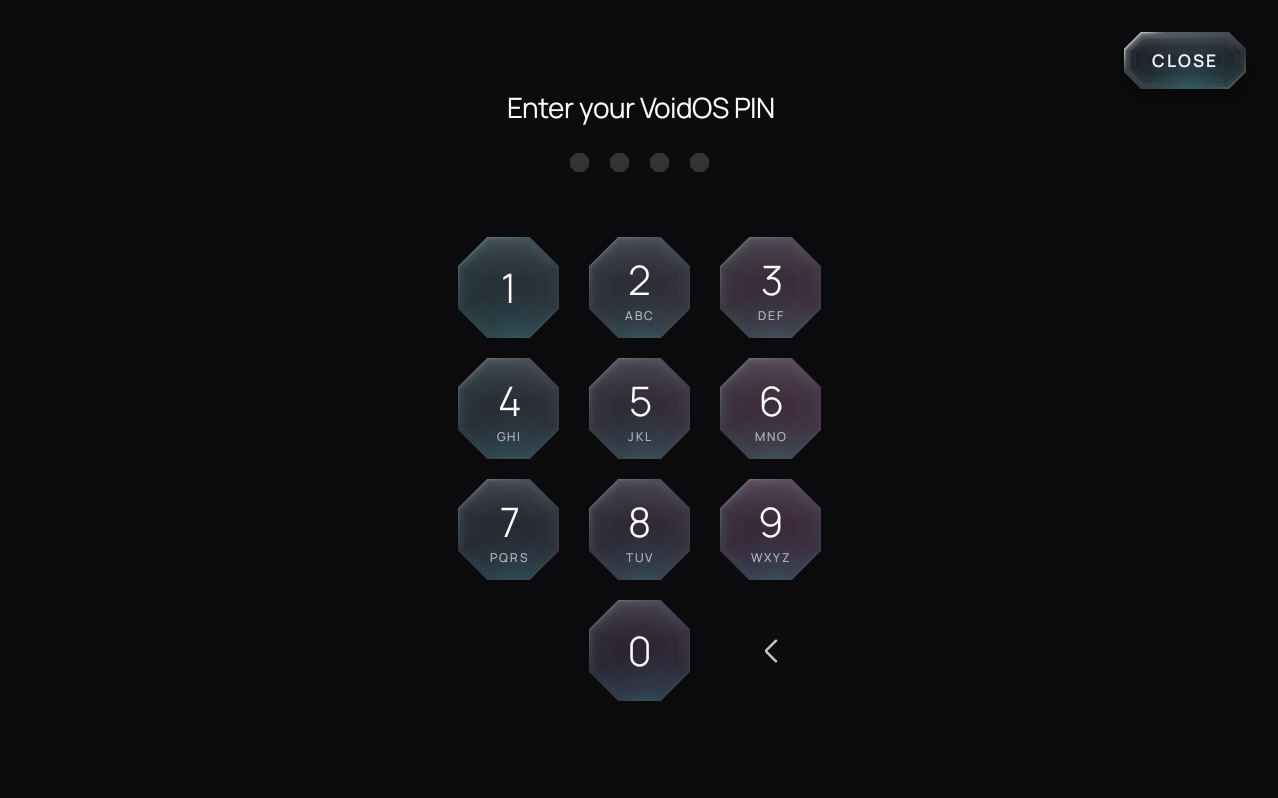 CLOSE
Enter your VoidOS PIN
1
2
ABC
3
DEF
4
GHI
5
JKL
6
MNO
7
PQRS
8
TUV
9
WXYZ
0